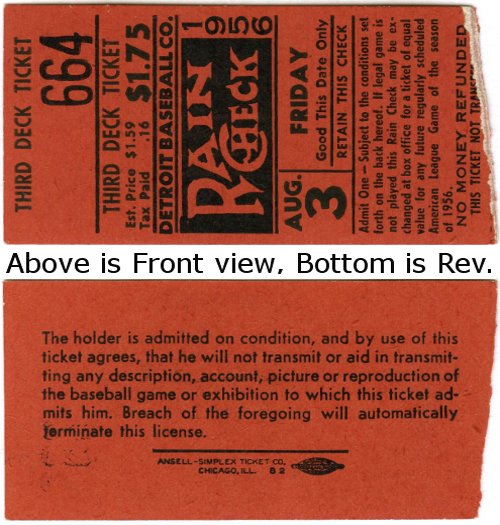 THIRD DECK TICKET
664
THIRD DECK TICKET
Est. Price $1.59
Tax Paid .16
$1.75
DETROIT BASEBALL CO.
RAIN CHECK
1956
AUG.
3
FRIDAY
Good This Date Only
RETAIN THIS CHECK
Admit One—Subject to the conditions set
forth on the back hereof. If legal game is
not played this Rain Check may be ex-
changed at box office for a ticket of equal
value for any future regularly scheduled
American League Game of the season
of 1956.
NO MONEY REFUNDED
THIS TICKET NOT
Above is Front view, Bottom is Rev.
The holder is admitted on condition, and by use of this
ticket agrees, that he will not transmit or aid in transmit-
ting any description, account, picture or reproduction of
the baseball game or exhibition to which this ticket ad-
mits him. Breach of the foregoing will automatically
terminate this license.
ANSELL-SIMPLEX TICKET CO.
CHICAGO, ILL. 82